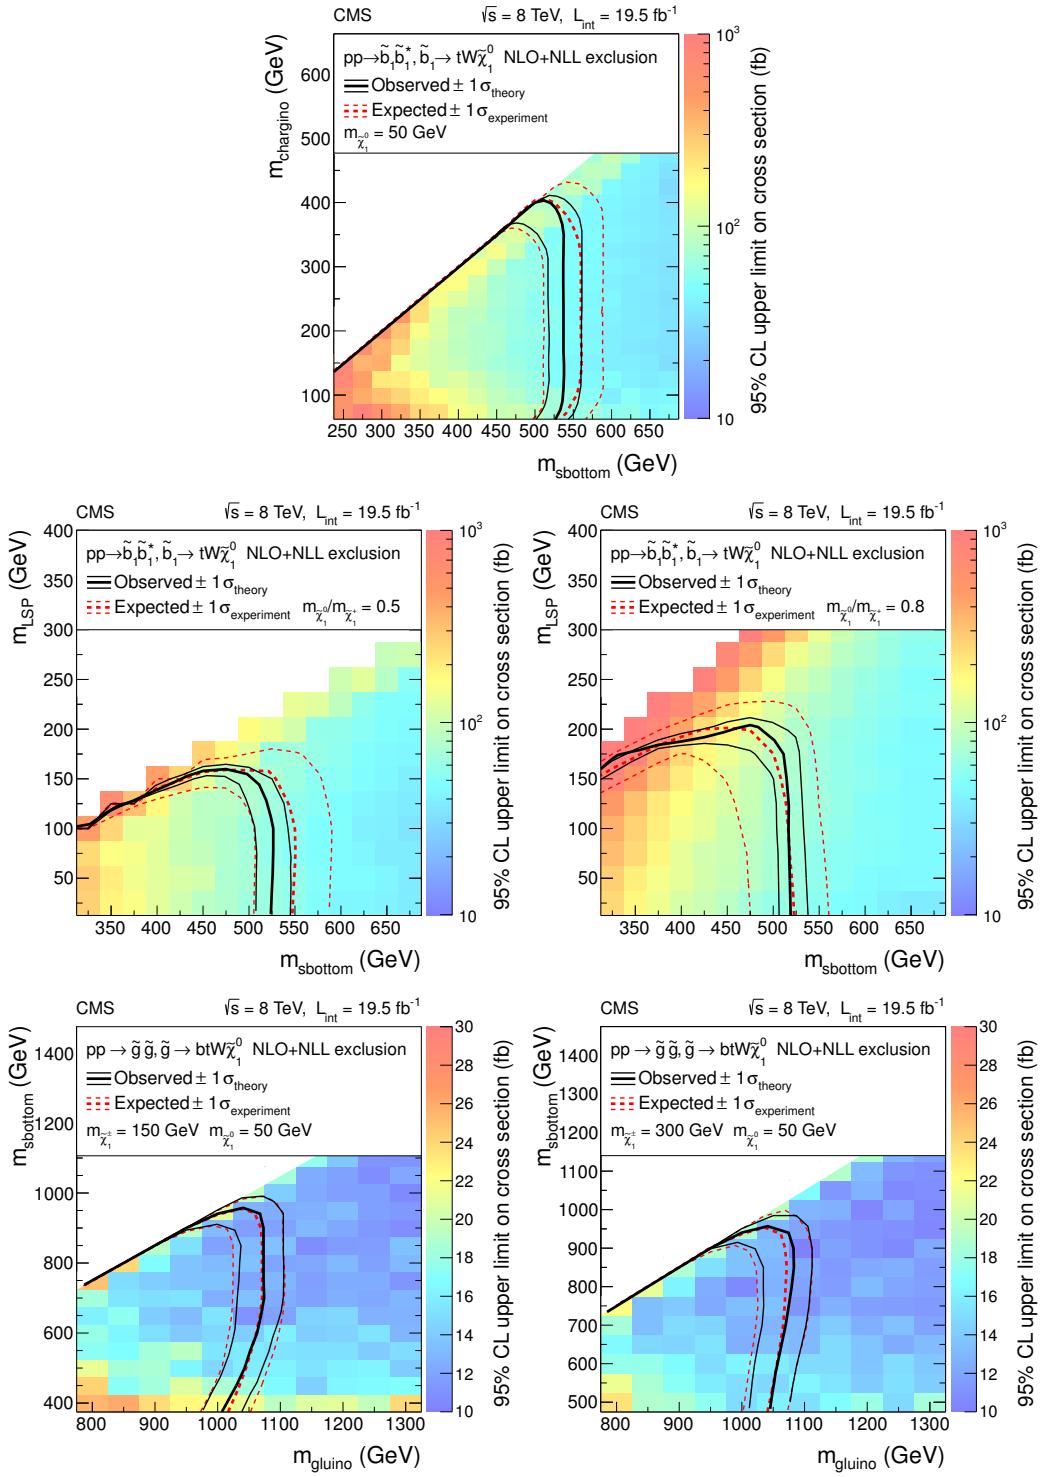 CMS √s = 8 TeV, L_int = 19.5 fb⁻¹
pp→b̃₁b̃₁*, b̃₁→ tWχ̃₁⁰ NLO+NLL exclusion
Observed ± 1σ_theory
Expected ± 1σ_experiment
m_χ̃₁⁰ = 50 GeV
m_chargino (GeV)
600
500
400
300
200
100
250 300 350 400 450 500 550 600 650
m_sbottom (GeV)
10³
10²
10
95% CL upper limit on cross section (fb)
CMS √s = 8 TeV, L_int = 19.5 fb⁻¹
pp→b̃₁b̃₁*, b̃₁→ tWχ̃₁⁰ NLO+NLL exclusion
Observed ± 1σ_theory
Expected ± 1σ_experiment m_χ̃₁⁰/m_χ̃₁⁺ = 0.5
m_LSP (GeV)
400
350
300
250
200
150
100
50
350 400 450 500 550 600 650
m_sbottom (GeV)
10³
10²
10
95% CL upper limit on cross section (fb)
CMS √s = 8 TeV, L_int = 19.5 fb⁻¹
pp→b̃₁b̃₁*, b̃₁→ tWχ̃₁⁰ NLO+NLL exclusion
Observed ± 1σ_theory
Expected ± 1σ_experiment m_χ̃₁⁰/m_χ̃₁⁺ = 0.8
m_LSP (GeV)
400
350
300
250
200
150
100
50
350 400 450 500 550 600 650
m_sbottom (GeV)
10³
10²
10
95% CL upper limit on cross section (fb)
CMS √s = 8 TeV, L_int = 19.5 fb⁻¹
pp → g̃ g̃, g̃ → btWχ̃₁⁰ NLO+NLL exclusion
Observed ± 1σ_theory
Expected ± 1σ_experiment
m_χ̃₁± = 150 GeV m_χ̃₁⁰ = 50 GeV
m_sbottom (GeV)
1400
1200
1000
800
600
400
800 900 1000 1100 1200 1300
m_gluino (GeV)
30
28
26
24
22
20
18
16
14
12
10
95% CL upper limit on cross section (fb)
CMS √s = 8 TeV, L_int = 19.5 fb⁻¹
pp → g̃ g̃, g̃ → btWχ̃₁⁰ NLO+NLL exclusion
Observed ± 1σ_theory
Expected ± 1σ_experiment
m_χ̃₁± = 300 GeV m_χ̃₁⁰ = 50 GeV
m_sbottom (GeV)
1400
1300
1200
1100
1000
900
800
700
600
500
800 900 1000 1100 1200 1300
m_gluino (GeV)
30
28
26
24
22
20
18
16
14
12
10
95% CL upper limit on cross section (fb)